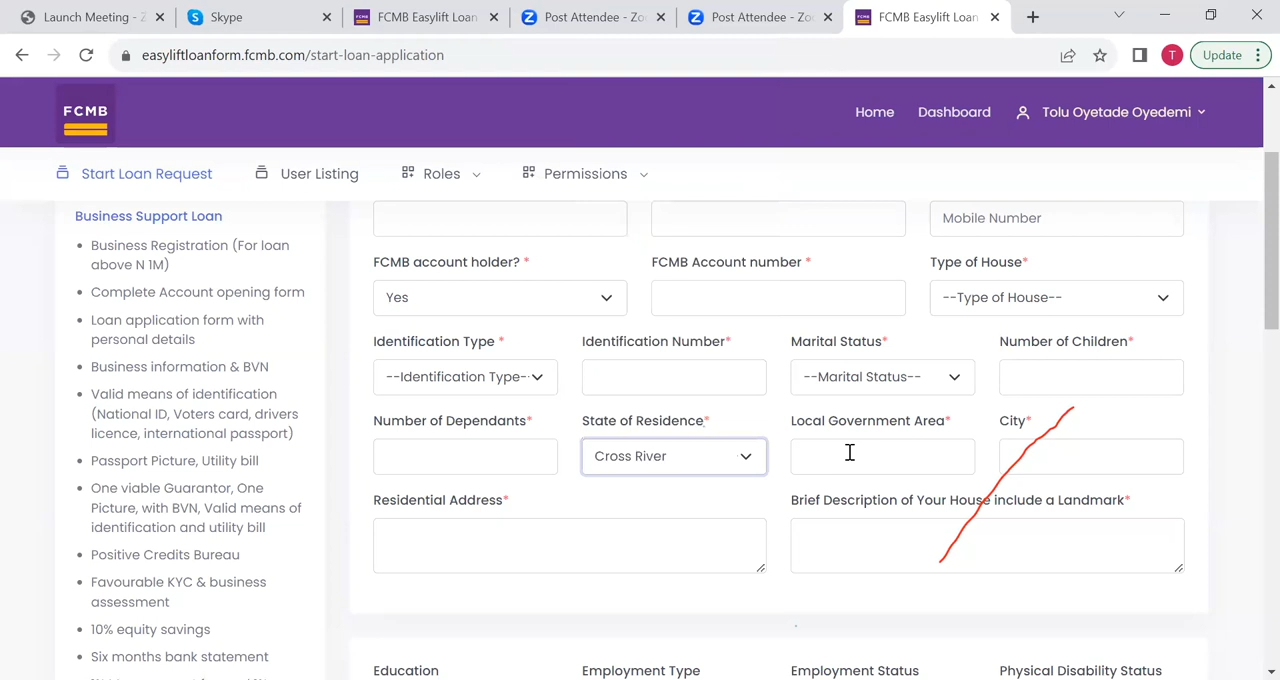 Launch Meeting - Z
Skype
FCMB Easylift Loan
Post Attendee - Zo
Post Attendee - Zo
FCMB Easylift Loan
easyliftloanform.fcmb.com/start-loan-application
T
Update
FCMB
Home
Dashboard
Tolu Oyetade Oyedemi
Start Loan Request
User Listing
Roles
Permissions
Business Support Loan
• Business Registration (For loan
above N 1M)
• Complete Account opening form
• Loan application form with
personal details
• Business information & BVN
• Valid means of identification
(National ID, Voters card, drivers
licence, international passport)
• Passport Picture, Utility bill
• One viable Guarantor, One
Picture, with BVN, Valid means of
identification and utility bill
• Positive Credits Bureau
• Favourable KYC & business
assessment
• 10% equity savings
• Six months bank statement
Mobile Number
FCMB account holder? *
FCMB Account number *
Type of House*
Yes
--Type of House--
Identification Type *
Identification Number*
Marital Status*
Number of Children*
--Identification Type-
--Marital Status--
Number of Dependants*
State of Residence*
Local Government Area*
City*
Cross River
Residential Address*
Brief Description of Your House include a Landmark*
Education
Employment Type
Employment Status
Physical Disability Status